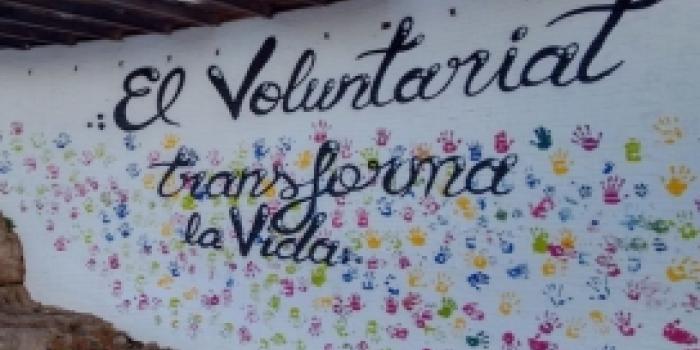 El Voluntariat
transforma
la Vida